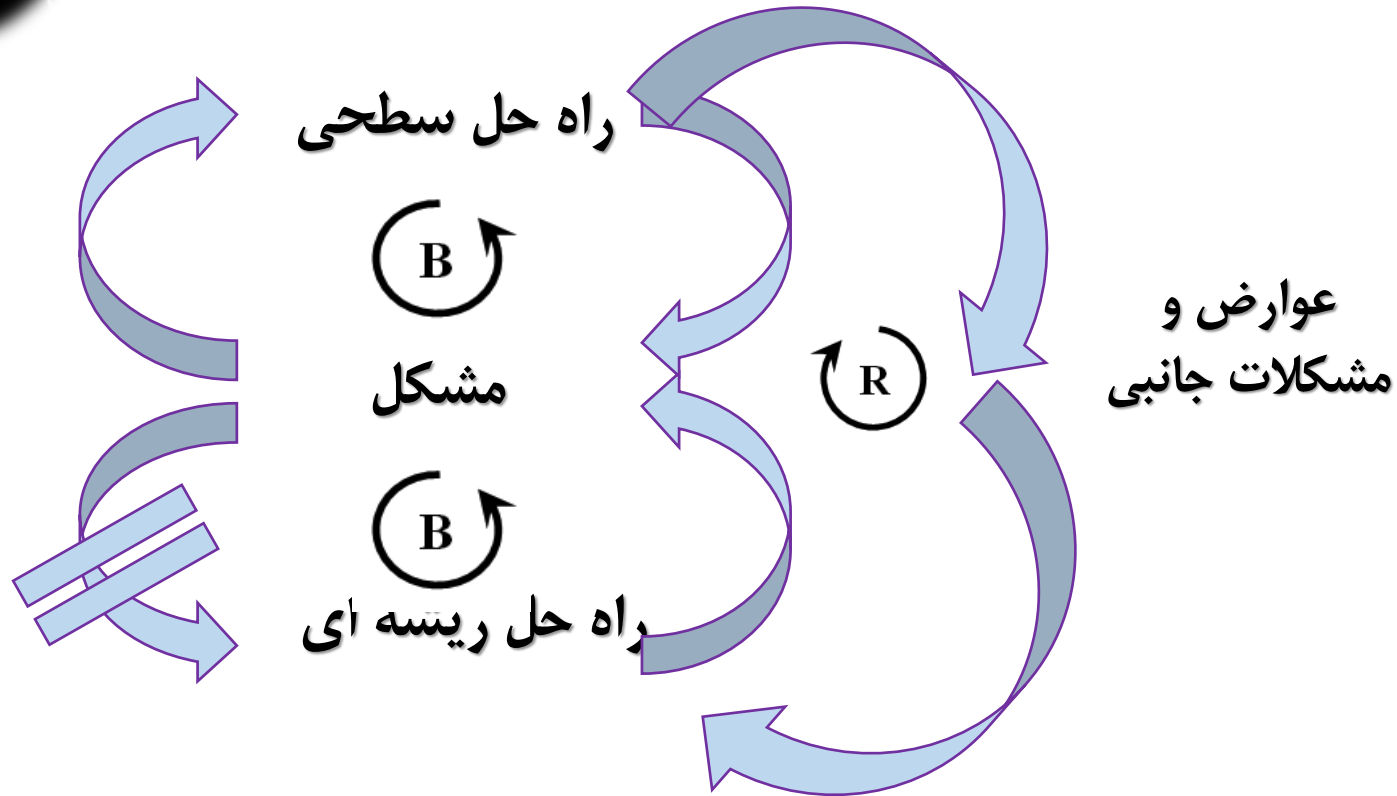 راه حل سطحی
B
مشکل
B
راه حل ریشه ای
R
عوارض و
مشکلات جانبی